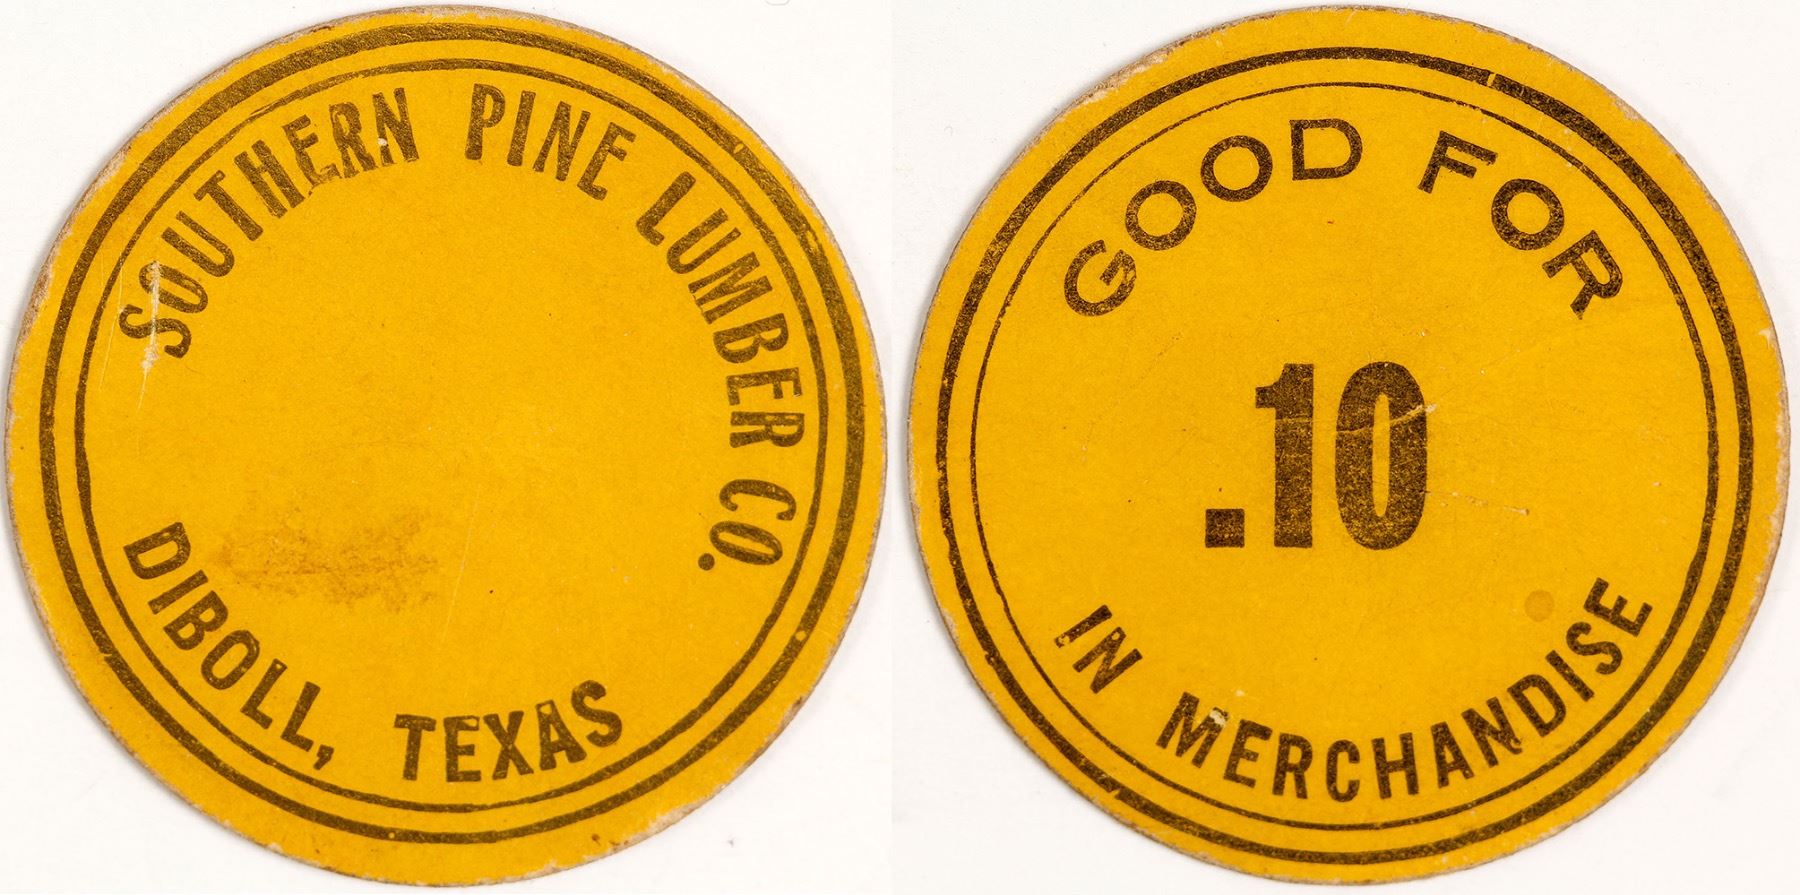 SOUTHERN PINE LUMBER CO.
DIBOLL, TEXAS
GOOD FOR
.10
IN MERCHANDISE